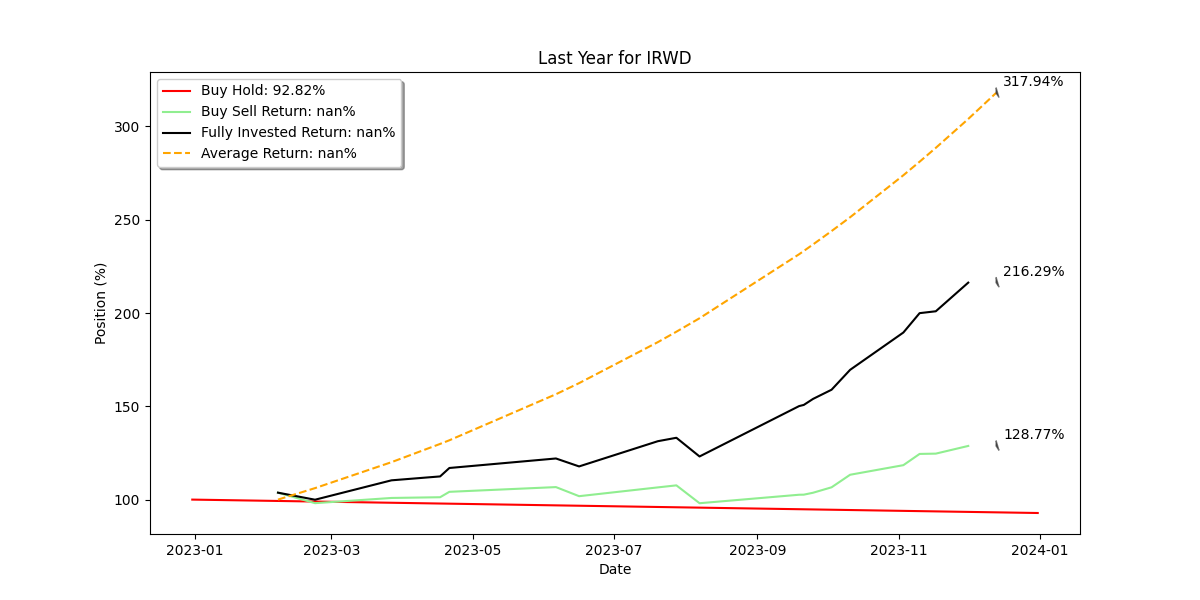 Last Year for IRWD
Buy Hold: 92.82%
Buy Sell Return: nan%
Fully Invested Return: nan%
Average Return: nan%
317.94%
216.29%
128.77%
Position (%)
300
250
200
150
100
2023-01 2023-03 2023-05 2023-07 2023-09 2023-11 2024-01
Date